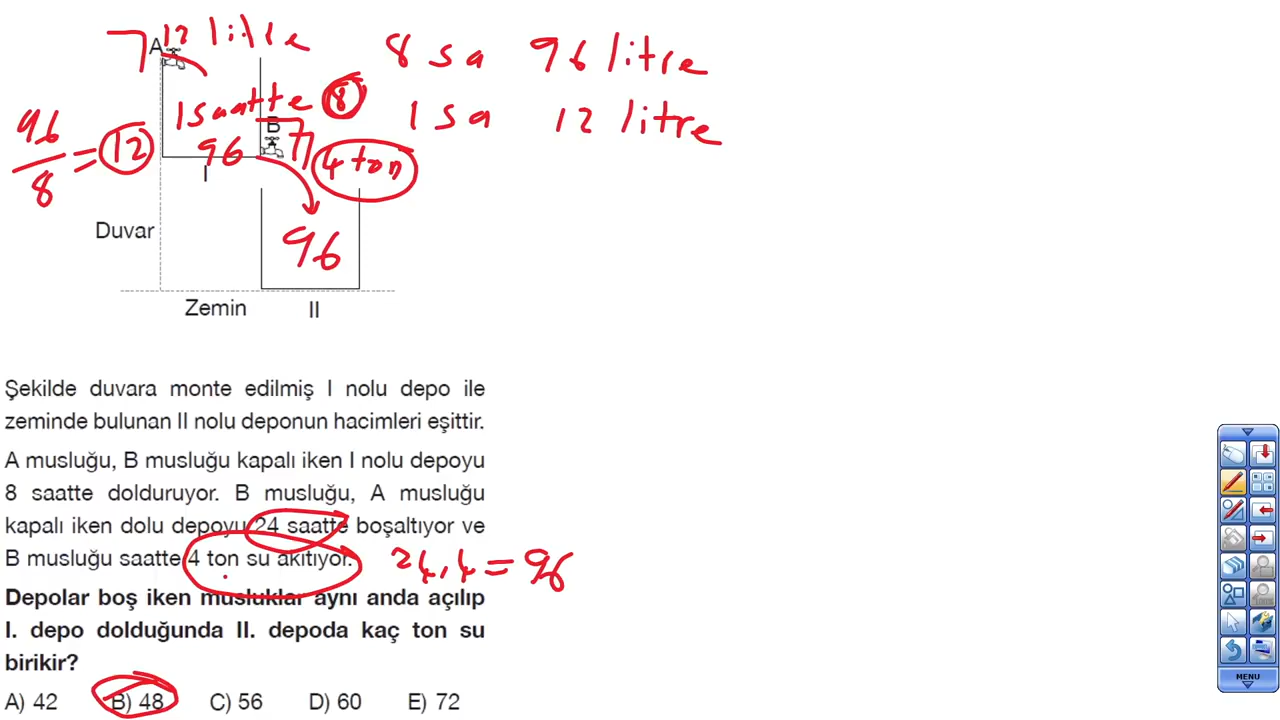 A 12 litre
8 sa 96 litre
1 saatte 8
1 sa 12 litre
96/8 = 12
B
96
4 ton
I
Duvar
96
Zemin
II
Şekilde duvara monte edilmiş I nolu depo ile
zeminde bulunan II nolu deponun hacimleri eşittir.
A musluğu, B musluğu kapalı iken I nolu depoyu
8 saatte dolduruyor. B musluğu, A musluğu
kapalı iken dolu depoyu 24 saatte boşaltıyor ve
B musluğu saatte 4 ton su akıtıyor.
24 . 4 = 96
Depolar boş iken musluklar aynı anda açılıp
I. depo dolduğunda II. depoda kaç ton su
birikir?
A) 42 B) 48 C) 56 D) 60 E) 72
MENU